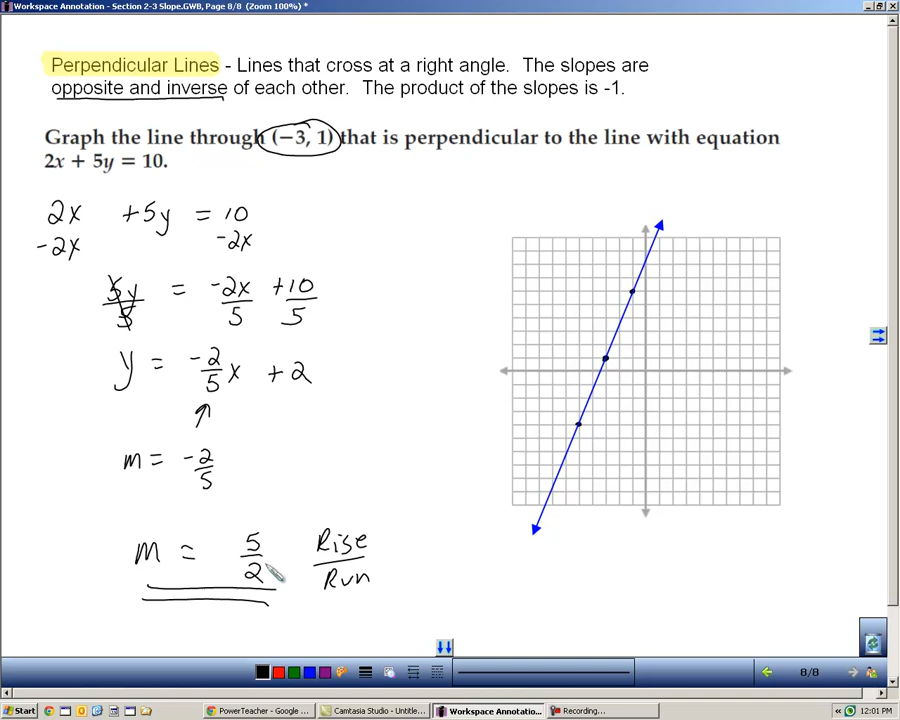 Workspace Annotation - Section 2-3 Slope.GWB, Page 8/8 (Zoom 100%) *
Perpendicular Lines - Lines that cross at a right angle. The slopes are
opposite and inverse of each other. The product of the slopes is -1.
Graph the line through (−3, 1) that is perpendicular to the line with equation
2x + 5y = 10.
2x +5y = 10
-2x -2x
5y/5 = -2x/5 +10/5
y = -2/5 x + 2
m = -2/5
m = 5/2 Rise/Run
8/8
Start
PowerTeacher - Google ...
Camtasia Studio - Untitle...
Workspace Annotation...
Recording...
12:01 PM